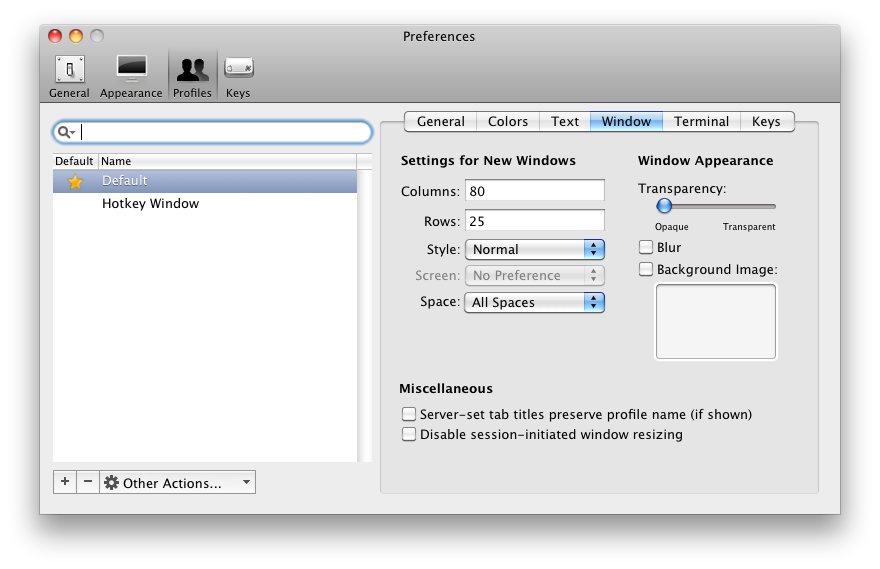 Preferences
General Appearance Profiles Keys
General Colors Text Window Terminal Keys
Default Name
Default
Hotkey Window
+ − Other Actions...
Settings for New Windows
Columns: 80
Rows: 25
Style: Normal
Screen: No Preference
Space: All Spaces
Window Appearance
Transparency:
Opaque Transparent
Blur
Background Image:
Miscellaneous
Server-set tab titles preserve profile name (if shown)
Disable session-initiated window resizing